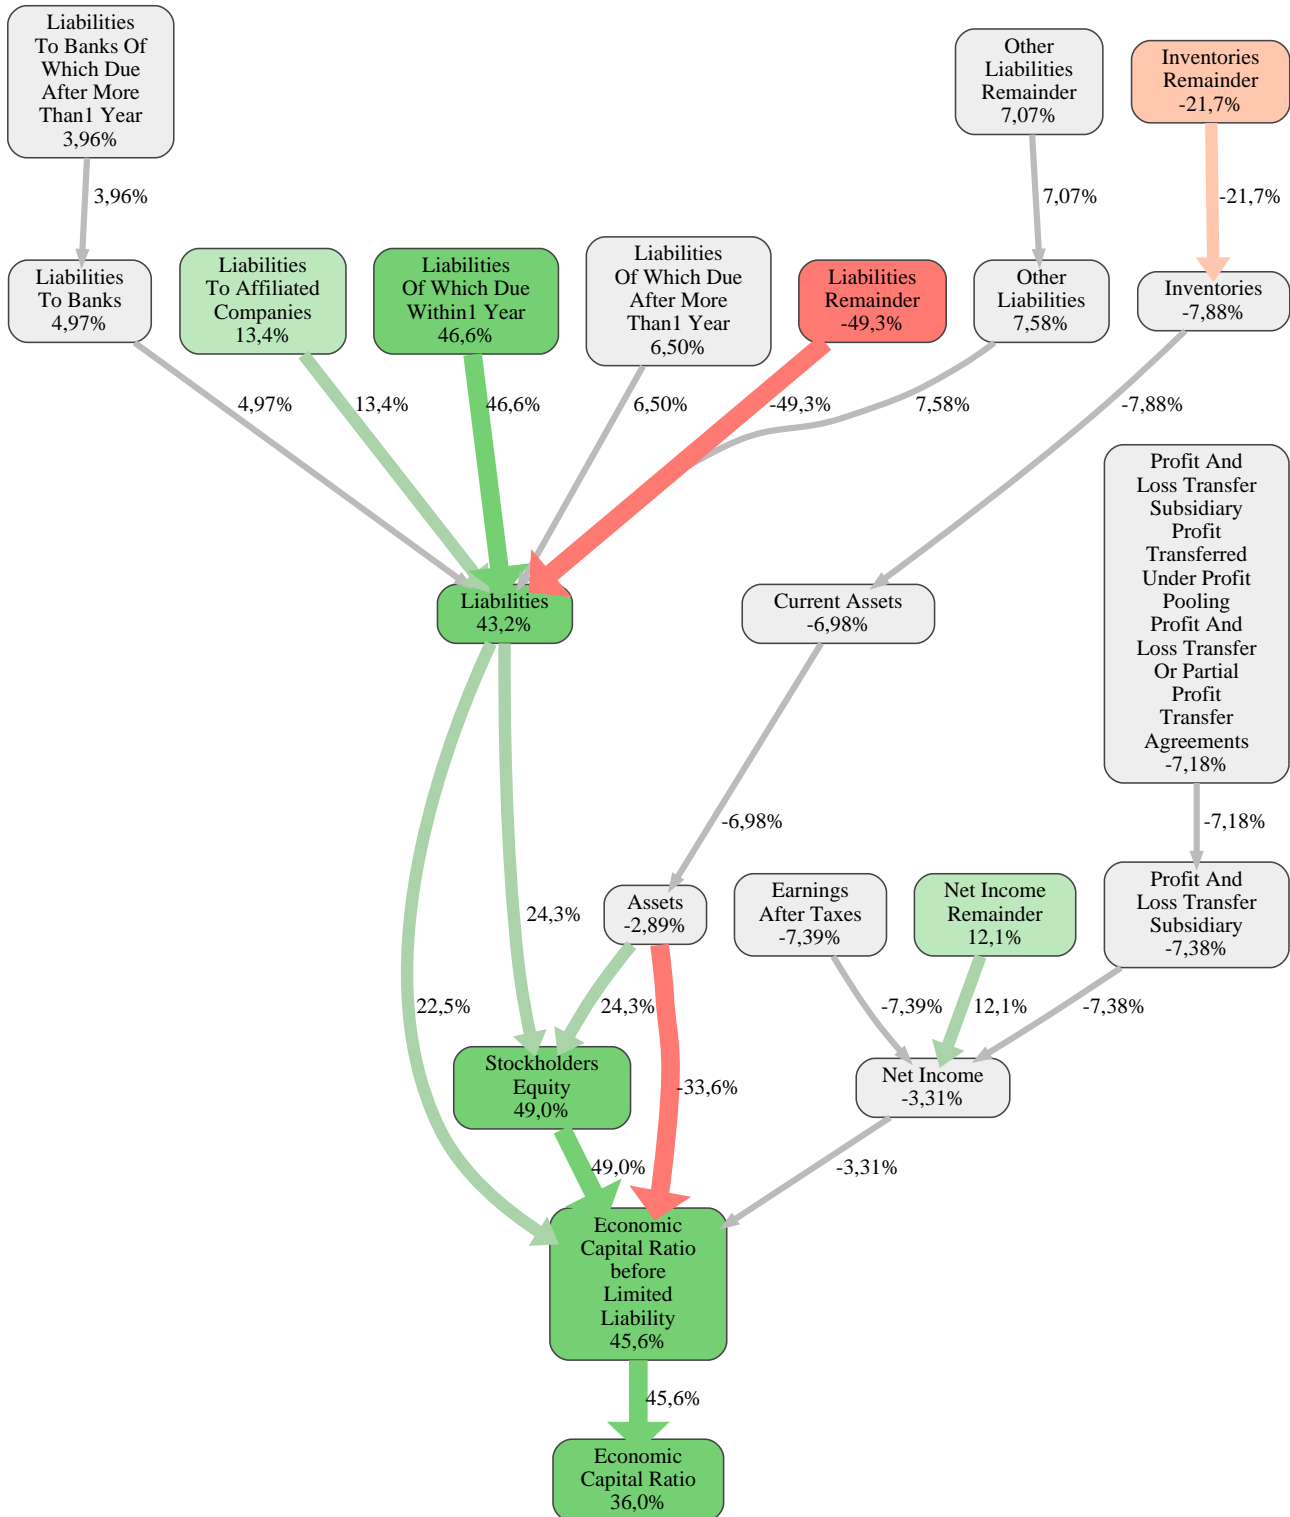 Liabilities
To Banks Of
Which Due
After More
Than1 Year
3,96%
Other
Liabilities
Remainder
7,07%
Inventories
Remainder
-21,7%
3,96%
7,07%
-21,7%
Liabilities
To Banks
4,97%
Liabilities
To Affiliated
Companies
13,4%
Liabilities
Of Which Due
Within1 Year
46,6%
Liabilities
Of Which Due
After More
Than1 Year
6,50%
Liabilities
Remainder
-49,3%
Other
Liabilities
7,58%
Inventories
-7,88%
4,97%
13,4%
46,6%
6,50%
-49,3%
7,58%
-7,88%
Profit And
Loss Transfer
Subsidiary
Profit
Transferred
Under Profit
Pooling
Profit And
Loss Transfer
Or Partial
Profit
Transfer
Agreements
-7,18%
Liabilities
43,2%
Current Assets
-6,98%
-6,98%
-7,18%
Assets
-2,89%
Earnings
After Taxes
-7,39%
Net Income
Remainder
12,1%
Profit And
Loss Transfer
Subsidiary
-7,38%
24,3%
22,5%
24,3%
-7,39%
12,1%
-7,38%
Stockholders
Equity
49,0%
-33,6%
Net Income
-3,31%
49,0%
-3,31%
Economic
Capital Ratio
before
Limited
Liability
45,6%
45,6%
Economic
Capital Ratio
36,0%